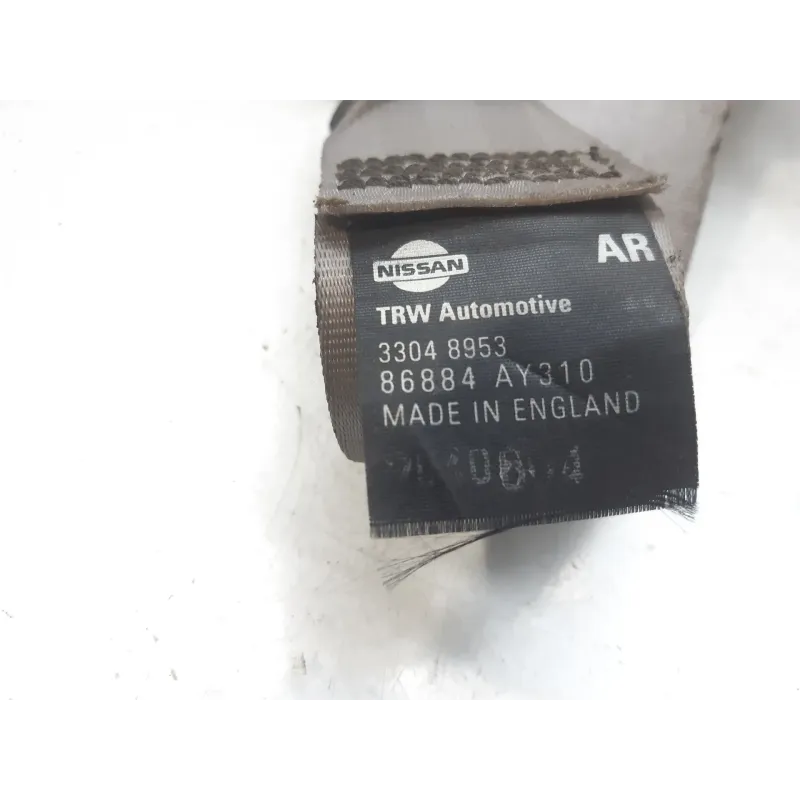 NISSAN
AR
TRW Automotive
3304 8953
86884 AY310
MADE IN ENGLAND